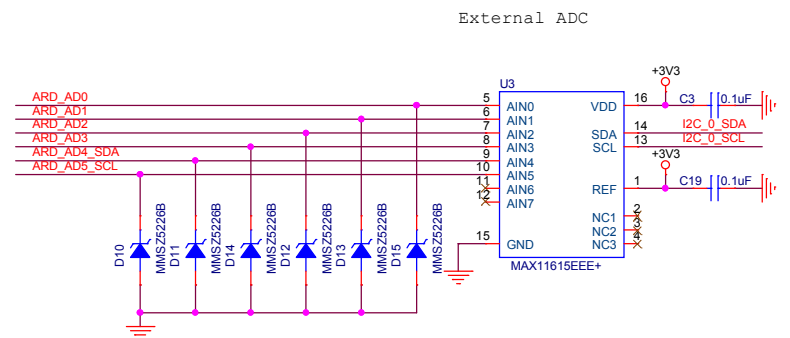 External ADC
+3V3
U3
ARD_AD0
ARD_AD1
ARD_AD2
ARD_AD3
ARD_AD4_SDA
ARD_AD5_SCL
5 AIN0
6 AIN1
7 AIN2
8 AIN3
9 AIN4
10 AIN5
11 AIN6
12 AIN7
15 GND
16 VDD
14 SDA
13 SCL
1 REF
2 NC1
3 NC2
4 NC3
MAX11615EEE+
C3 0.1uF
I2C_0_SDA
I2C_0_SCL
+3V3
C19 0.1uF
D10 MMSZ5226B
D11 MMSZ5226B
D14 MMSZ5226B
D12 MMSZ5226B
D13 MMSZ5226B
D15 MMSZ5226B